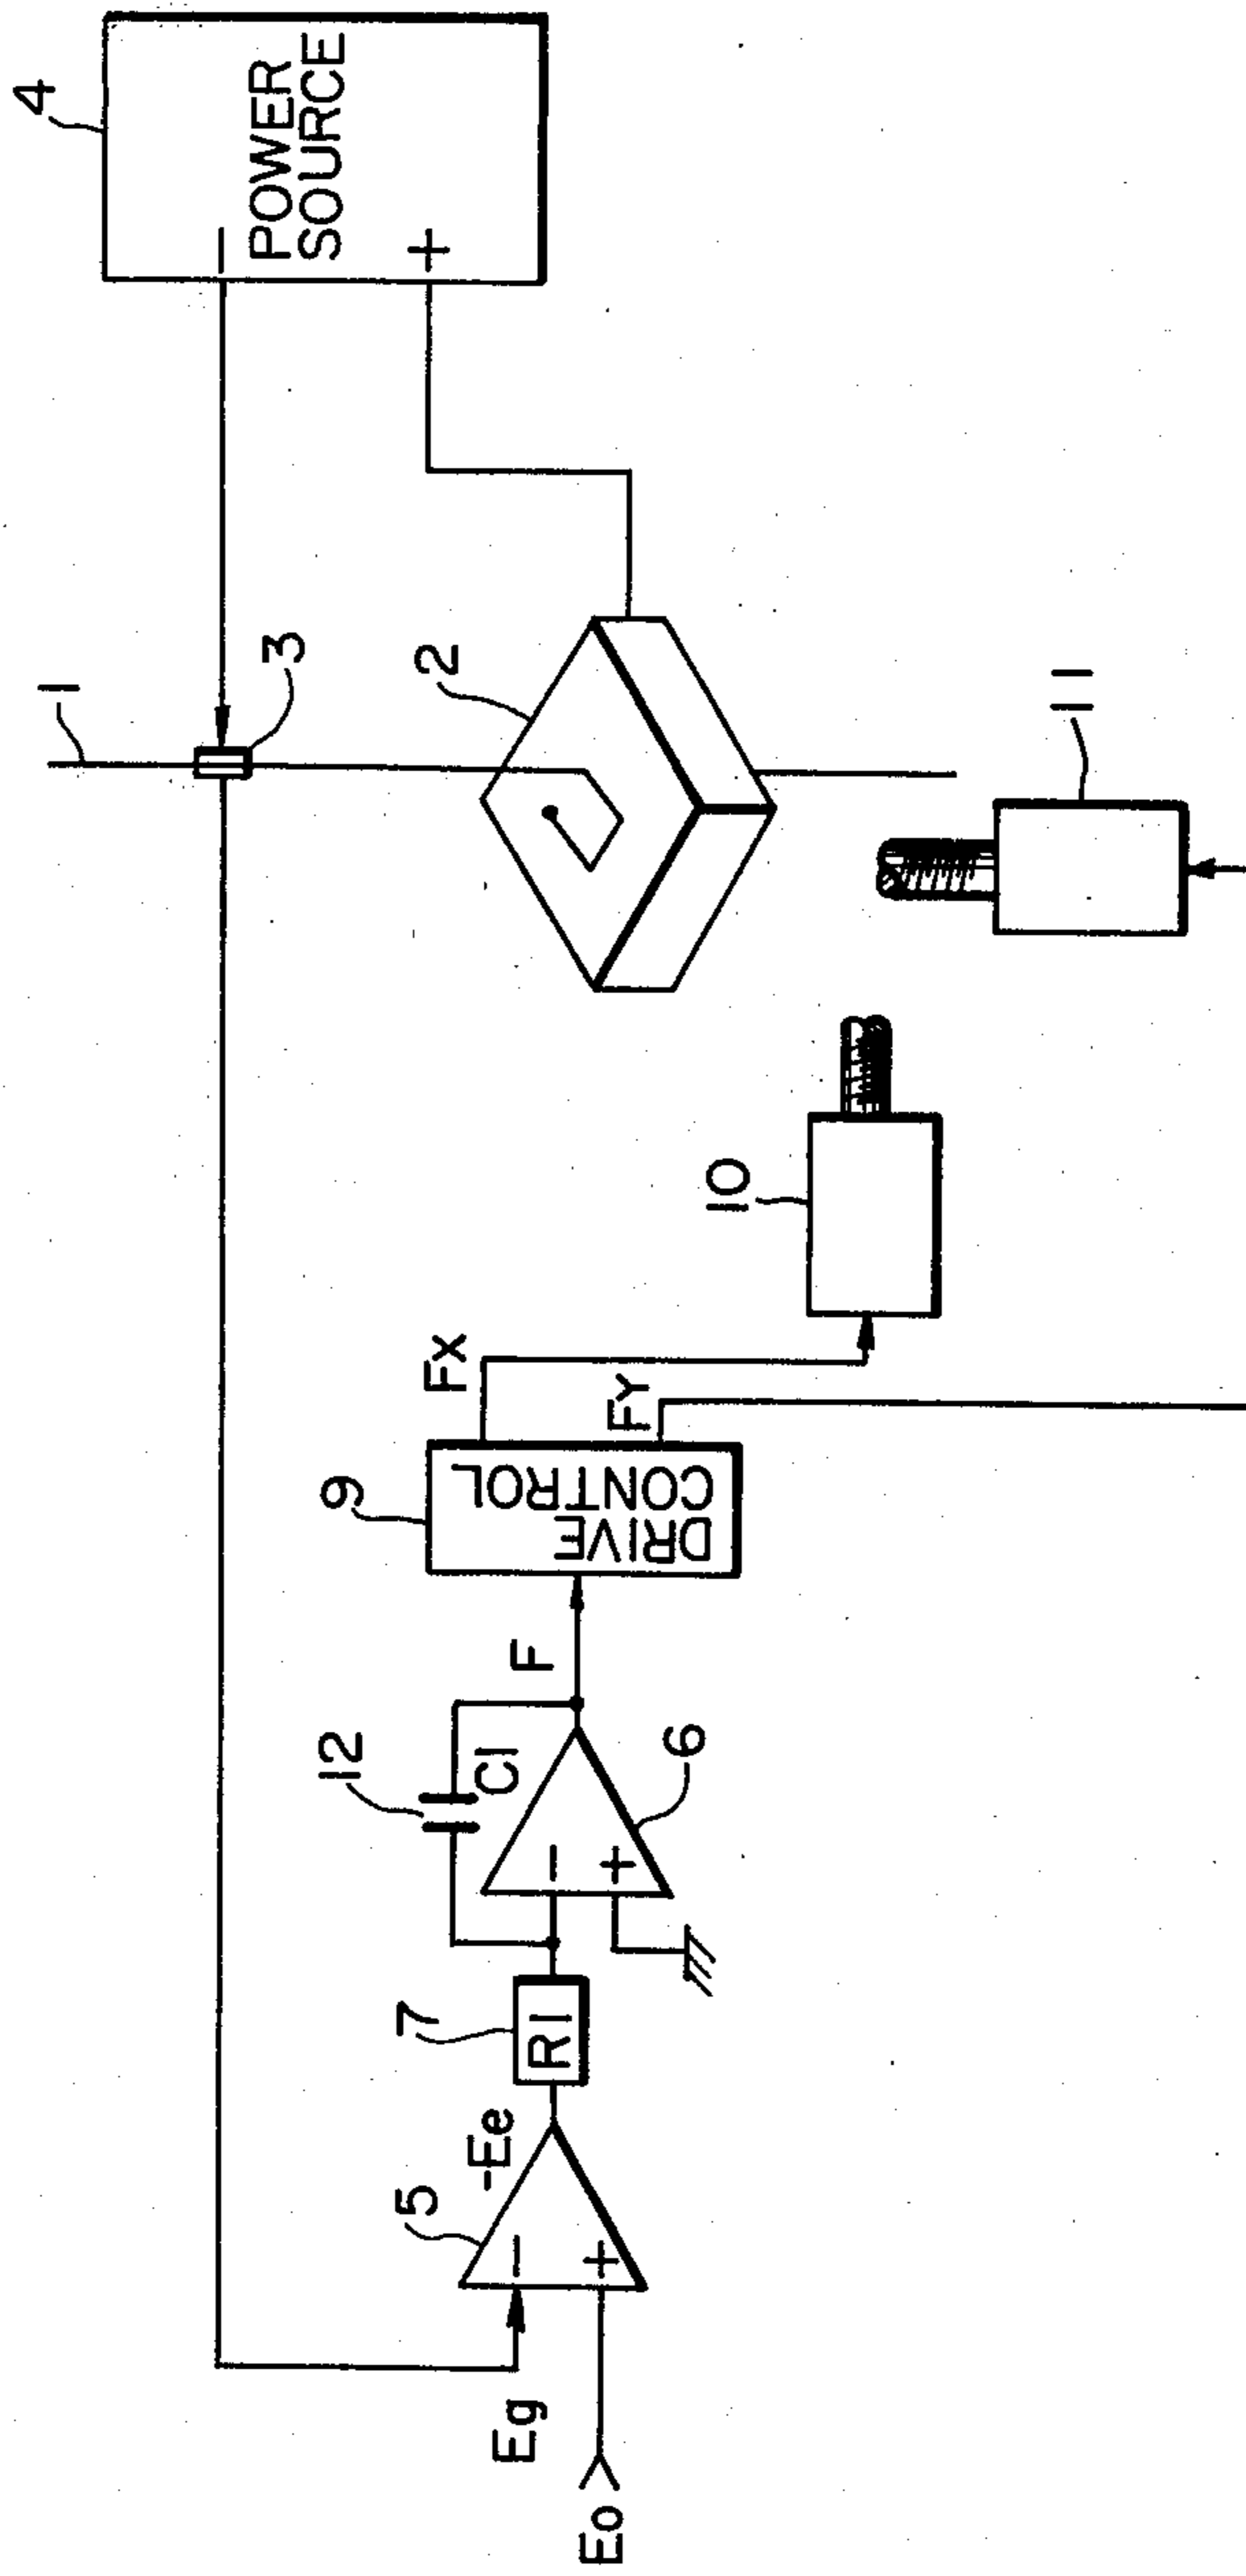 4
POWER
SOURCE
−
+
1
3
2
11
10
FX
FY
9
DRIVE
CONTROL
F
12
C1
6
−
+
7
R1
-Ee
5
−
+
Eg
Eo